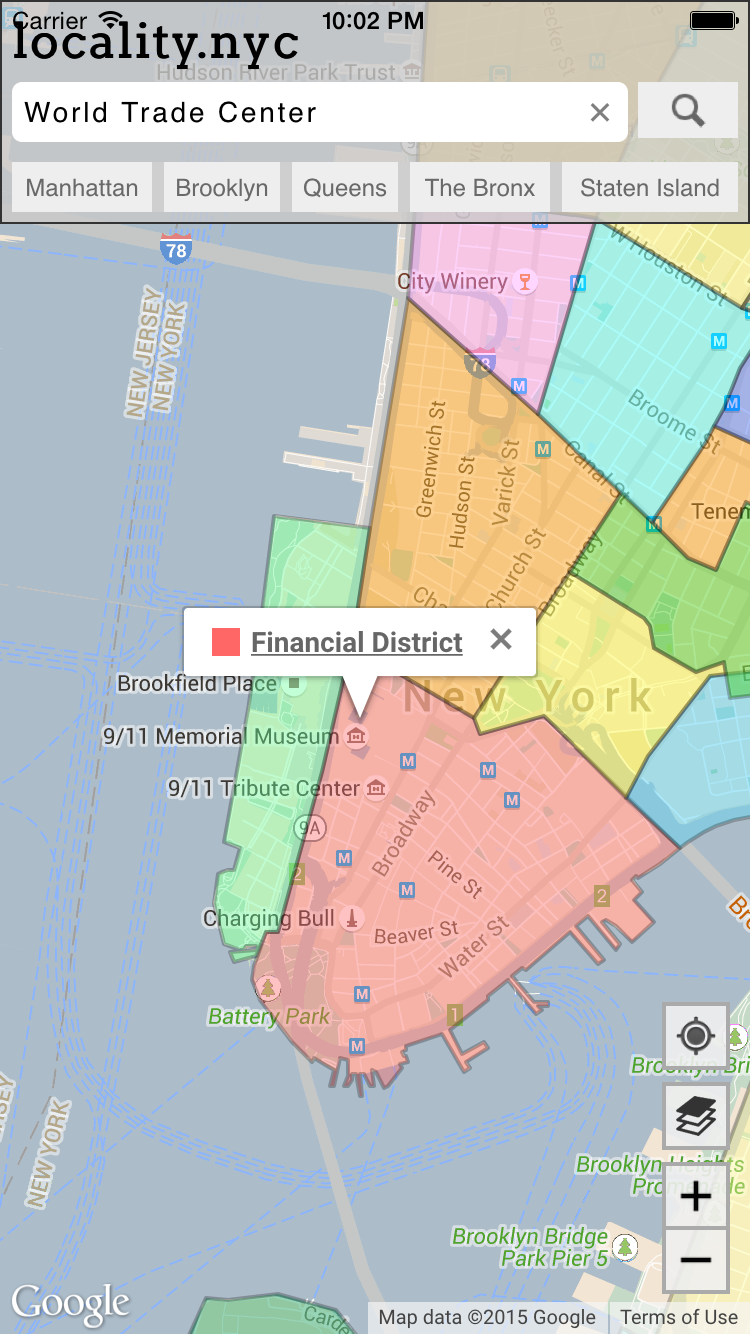 Carrier 10:02 PM
locality.nyc
Hudson River Park Trust
World Trade Center
Manhattan Brooklyn Queens The Bronx Staten Island
78
W Houston St
City Winery
M
M
NEW JERSEY
NEW YORK
M
78
M
M
Broome St
Greenwich St
Hudson St
Varick St
M
Canal St
Tenem
M
Church St
Broadway
Cha
Financial District
Brookfield Place
New York
9/11 Memorial Museum
M
M
9/11 Tribute Center
M
9A
Broadway
M
Pine St
2
M
2
Charging Bull
Beaver St
Water St
M
Battery Park
1
M
Brooklyn Bri
NEW YORK
Brooklyn Heights
Promenade
Brooklyn Bridge
Park Pier 5
Google
Map data ©2015 Google Terms of Use